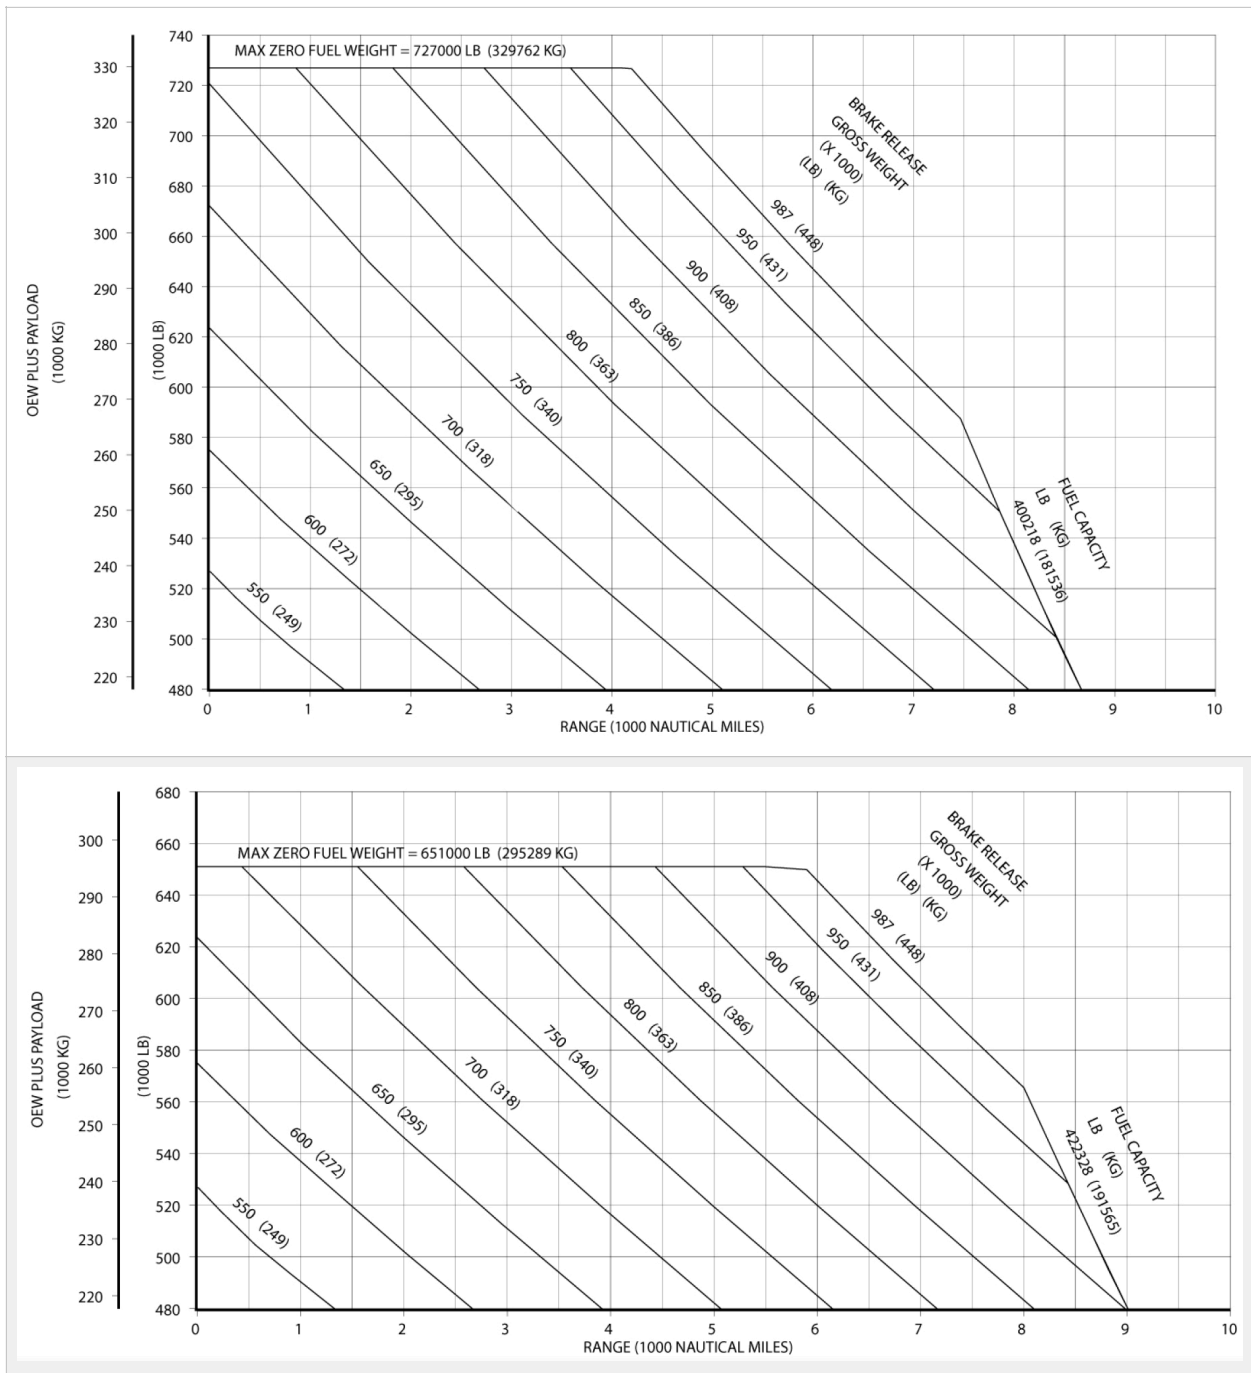 MAX ZERO FUEL WEIGHT = 727000 LB (329762 KG)
BRAKE RELEASE
GROSS WEIGHT
(X 1000)
(LB) (KG)
987 (448)
950 (431)
900 (408)
850 (386)
800 (363)
750 (340)
700 (318)
650 (295)
600 (272)
550 (249)
FUEL CAPACITY
LB (KG)
400218 (181536)
OEW PLUS PAYLOAD
(1000 KG)
330
320
310
300
290
280
270
260
250
240
230
220
(1000 LB)
740
720
700
680
660
640
620
600
580
560
540
520
500
480
0 1 2 3 4 5 6 7 8 9 10
RANGE (1000 NAUTICAL MILES)
MAX ZERO FUEL WEIGHT = 651000 LB (295289 KG)
BRAKE RELEASE
GROSS WEIGHT
(X 1000)
(LB) (KG)
987 (448)
950 (431)
900 (408)
850 (386)
800 (363)
750 (340)
700 (318)
650 (295)
600 (272)
550 (249)
FUEL CAPACITY
LB (KG)
422328 (191565)
OEW PLUS PAYLOAD
(1000 KG)
300
290
280
270
260
250
240
230
220
(1000 LB)
680
660
640
620
600
580
560
540
520
500
480
0 1 2 3 4 5 6 7 8 9 10
RANGE (1000 NAUTICAL MILES)